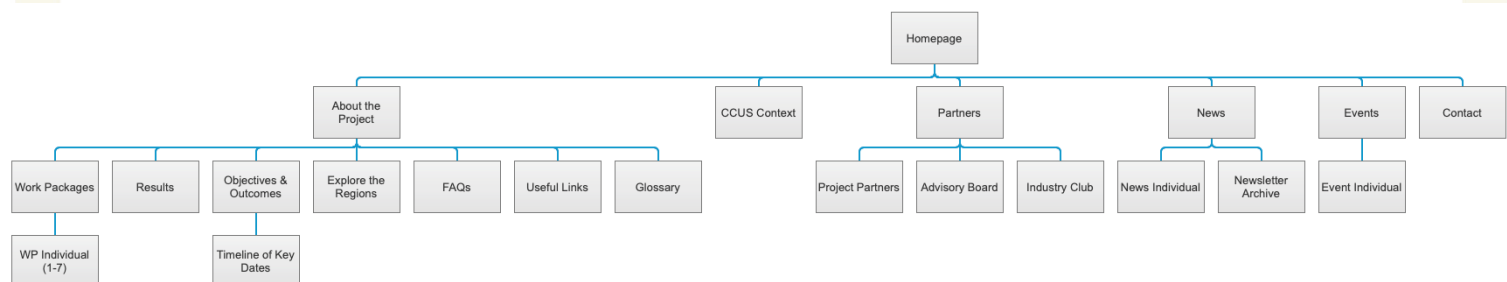 Homepage
About the
Project
CCUS Context
Partners
News
Events
Contact
Work Packages
Results
Objectives &
Outcomes
Explore the
Regions
FAQs
Useful Links
Glossary
Project Partners
Advisory Board
Industry Club
News Individual
Newsletter
Archive
Event Individual
WP Individual
(1-7)
Timeline of Key
Dates